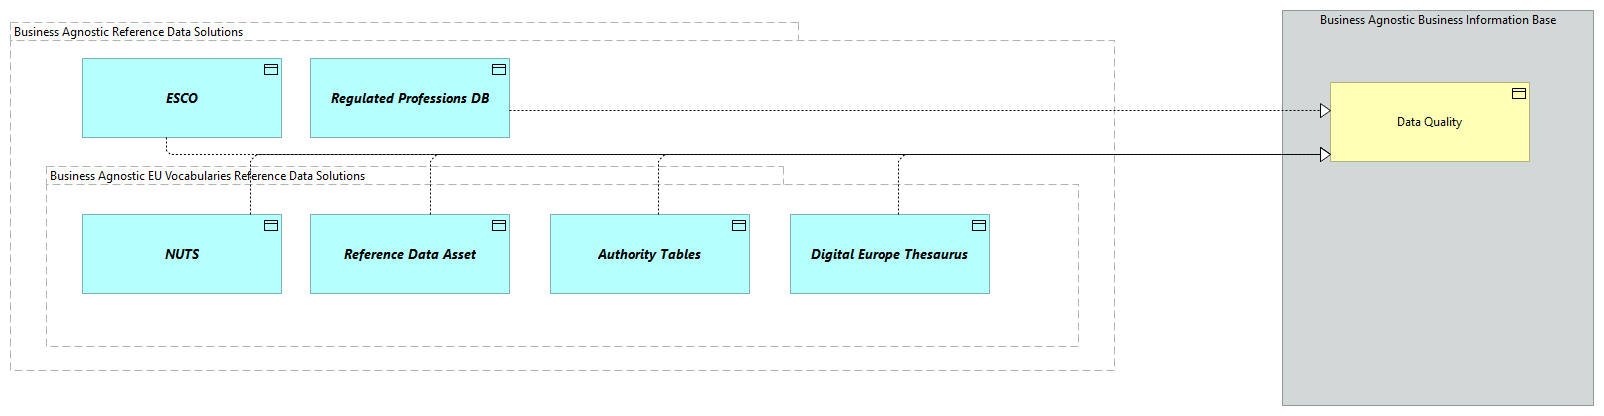 Business Agnostic Reference Data Solutions
Business Agnostic Business Information Base
ESCO
Regulated Professions DB
Data Quality
Business Agnostic EU Vocabularies Reference Data Solutions
NUTS
Reference Data Asset
Authority Tables
Digital Europe Thesaurus